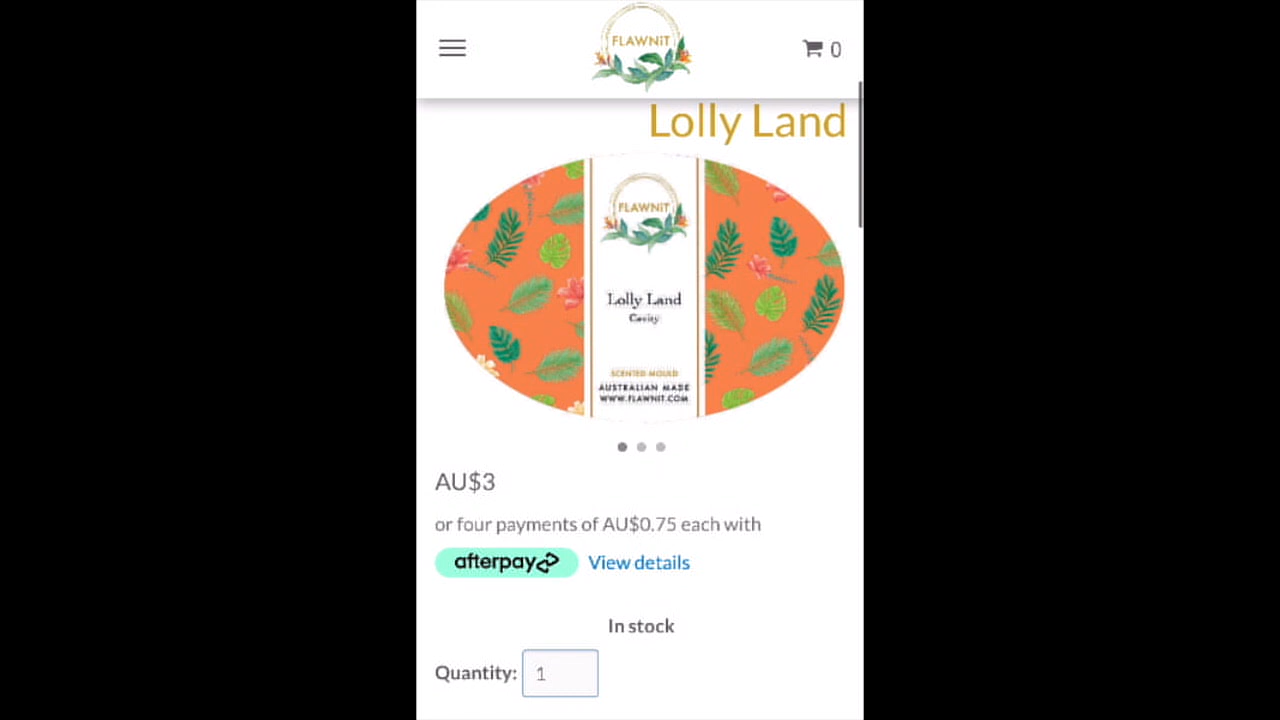 FLAWNiT
0
Lolly Land
FLAWNiT
Lolly Land
Cavity
SCENTED MOULD
AUSTRALIAN MADE
WWW.FLAWNIT.COM
AU$3
or four payments of AU$0.75 each with
afterpay View details
In stock
Quantity: 1